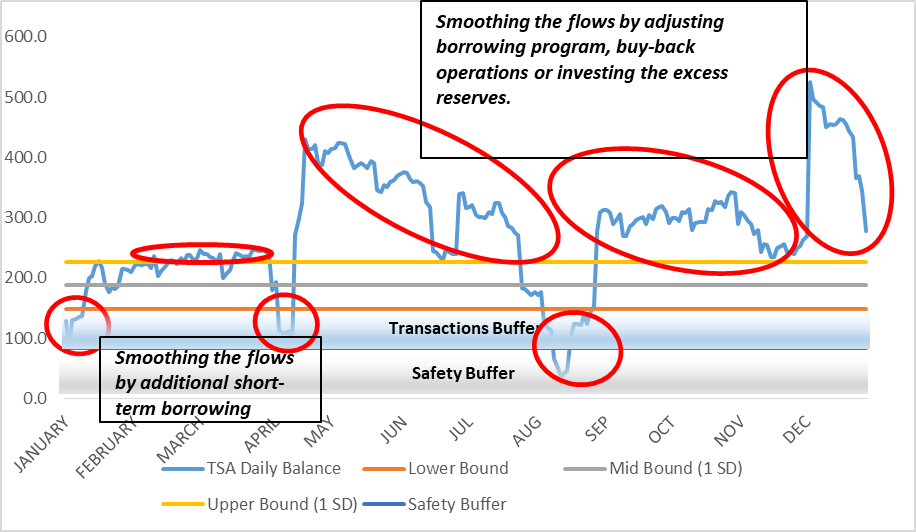 Smoothing the flows by adjusting
borrowing program, buy-back
operations or investing the excess
reserves.
600.0
500.0
400.0
300.0
200.0
100.0
0.0
Transactions Buffer
Safety Buffer
Smoothing the flows
by additional short-
term borrowing
JANUARY
FEBRUARY
MARCH
APRIL
MAY
JUN
JUL
AUG
SEP
OCT
NOV
DEC
TSA Daily Balance
Lower Bound
Mid Bound (1 SD)
Upper Bound (1 SD)
Safety Buffer